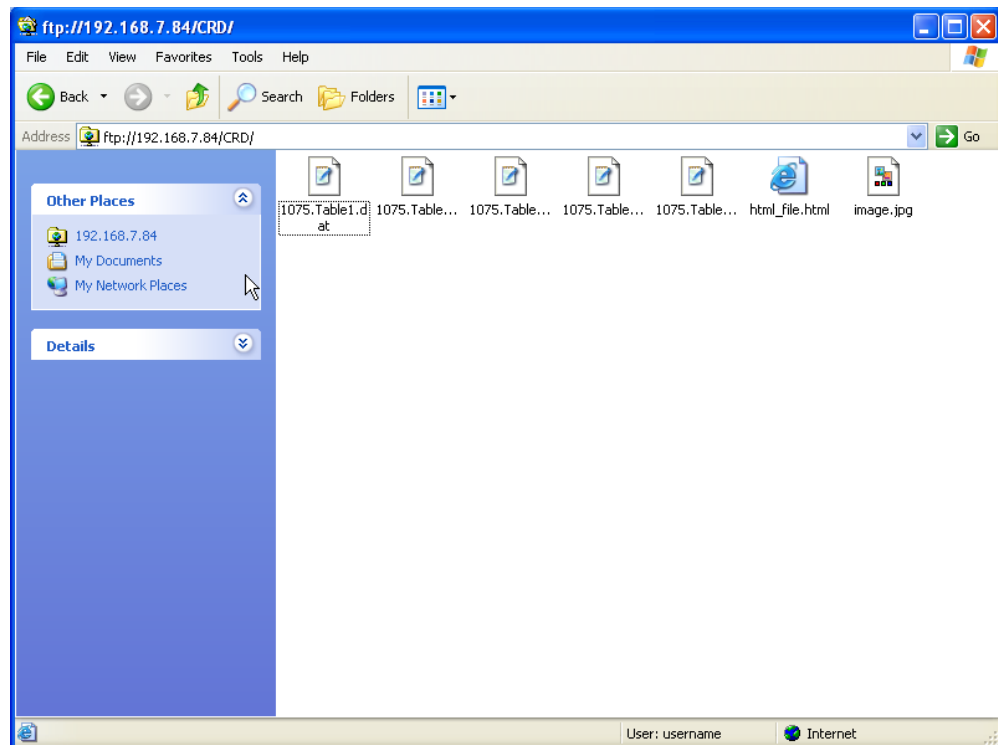 ftp://192.168.7.84/CRD/
File Edit View Favorites Tools Help
Back Search Folders
Address ftp://192.168.7.84/CRD/ Go
Other Places
192.168.7.84
My Documents
My Network Places
Details
1075.Table1.d
at
1075.Table...
1075.Table...
1075.Table...
1075.Table...
html_file.html
image.jpg
User: username Internet